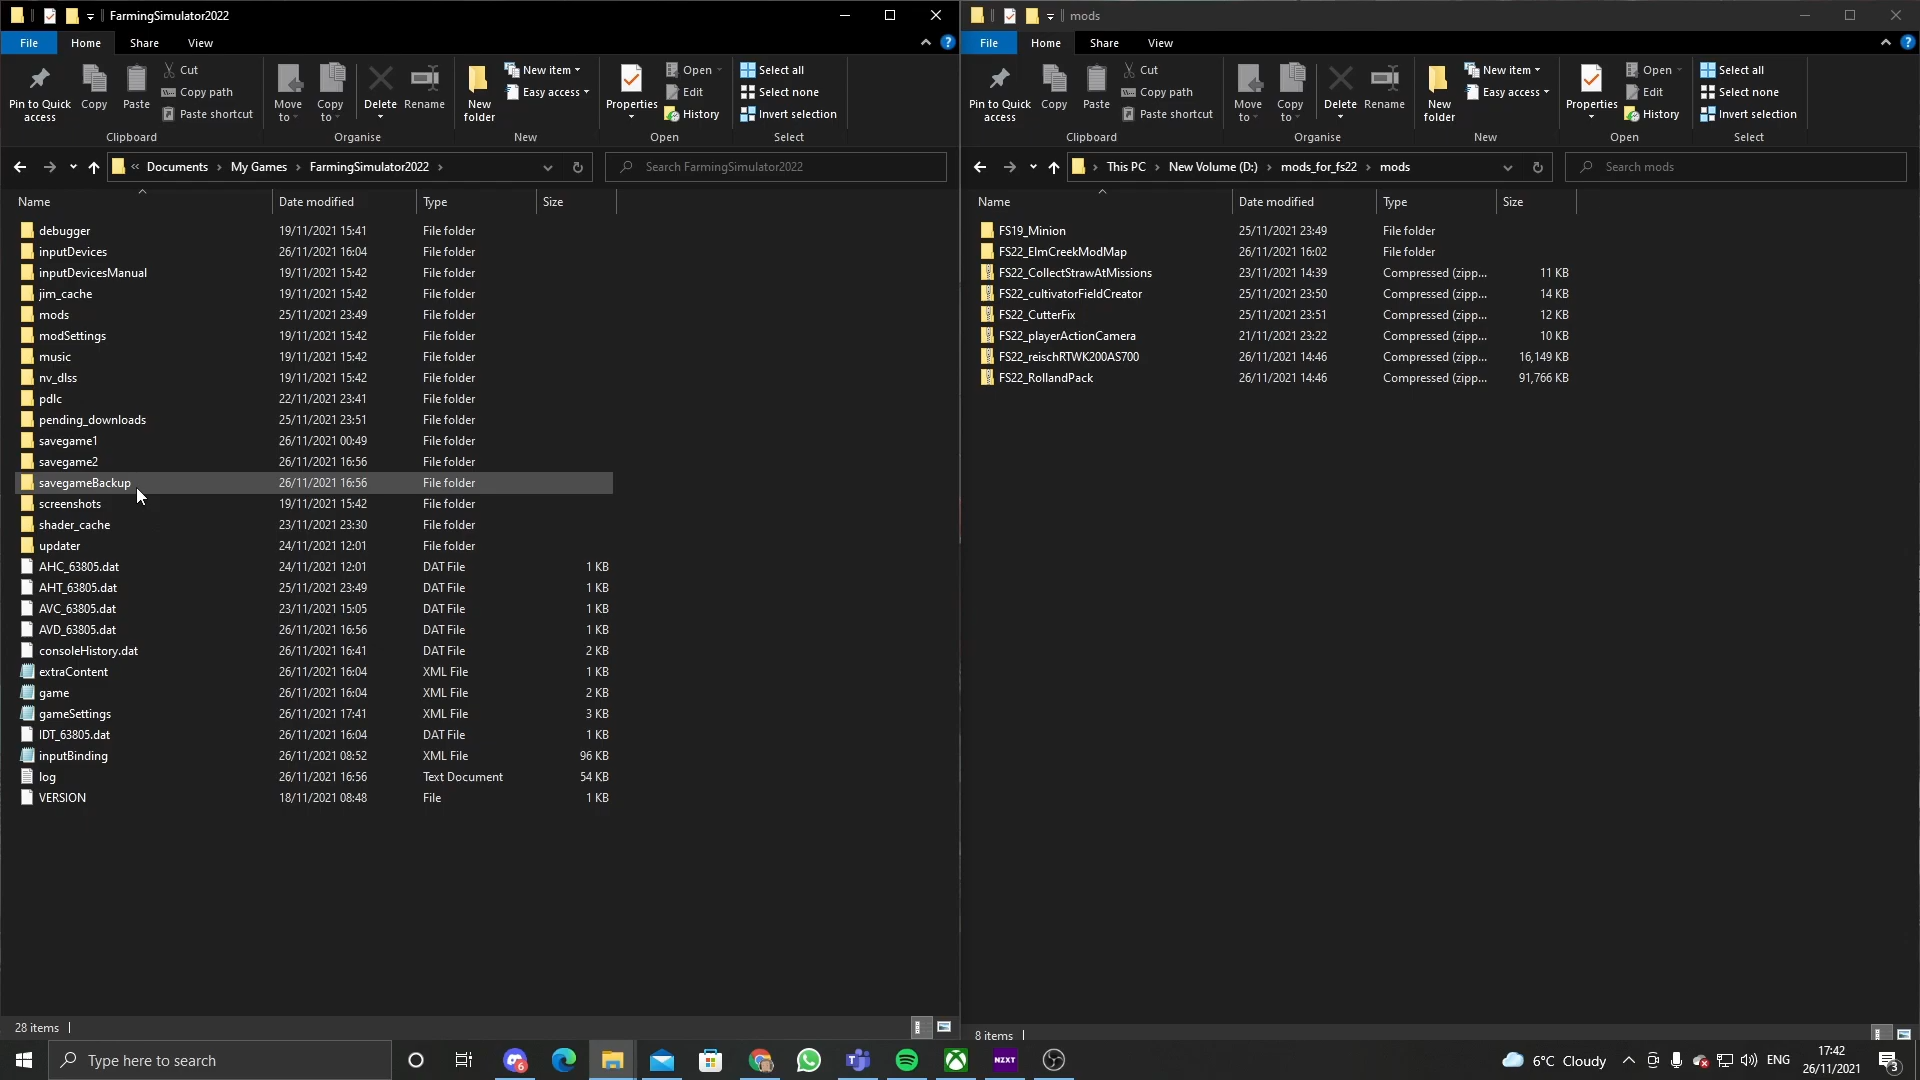 FarmingSimulator2022
File Home Share View
Pin to Quick access
Copy
Paste
Cut
Copy path
Paste shortcut
Clipboard
Move to
Copy to
Delete
Rename
Organise
New folder
New item
Easy access
New
Properties
Open
Edit
History
Open
Select all
Select none
Invert selection
Select
« Documents › My Games › FarmingSimulator2022 ›
Search FarmingSimulator2022
Name Date modified Type Size
debugger 19/11/2021 15:41 File folder
inputDevices 26/11/2021 16:04 File folder
inputDevicesManual 19/11/2021 15:42 File folder
jim_cache 19/11/2021 15:42 File folder
mods 25/11/2021 23:49 File folder
modSettings 19/11/2021 15:42 File folder
music 19/11/2021 15:42 File folder
nv_dlss 19/11/2021 15:42 File folder
pdlc 22/11/2021 23:41 File folder
pending_downloads 25/11/2021 23:51 File folder
savegame1 26/11/2021 00:49 File folder
savegame2 26/11/2021 16:56 File folder
savegameBackup 26/11/2021 16:56 File folder
screenshots 19/11/2021 15:42 File folder
shader_cache 23/11/2021 23:30 File folder
updater 24/11/2021 12:01 File folder
AHC_63805.dat 24/11/2021 12:01 DAT File 1 KB
AHT_63805.dat 25/11/2021 23:49 DAT File 1 KB
AVC_63805.dat 23/11/2021 15:05 DAT File 1 KB
AVD_63805.dat 26/11/2021 16:56 DAT File 1 KB
consoleHistory.dat 26/11/2021 16:41 DAT File 2 KB
extraContent 26/11/2021 16:04 XML File 1 KB
game 26/11/2021 16:04 XML File 2 KB
gameSettings 26/11/2021 17:41 XML File 3 KB
IDT_63805.dat 26/11/2021 16:04 DAT File 1 KB
inputBinding 26/11/2021 08:52 XML File 96 KB
log 26/11/2021 16:56 Text Document 54 KB
VERSION 18/11/2021 08:48 File 1 KB
28 items
mods
File Home Share View
Pin to Quick access
Copy
Paste
Cut
Copy path
Paste shortcut
Clipboard
Move to
Copy to
Delete
Rename
Organise
New folder
New item
Easy access
New
Properties
Open
Edit
History
Open
Select all
Select none
Invert selection
Select
› This PC › New Volume (D:) › mods_for_fs22 › mods
Search mods
Name Date modified Type Size
FS19_Minion 25/11/2021 23:49 File folder
FS22_ElmCreekModMap 26/11/2021 16:02 File folder
FS22_CollectStrawAtMissions 23/11/2021 14:39 Compressed (zipp... 11 KB
FS22_cultivatorFieldCreator 25/11/2021 23:50 Compressed (zipp... 14 KB
FS22_CutterFix 25/11/2021 23:51 Compressed (zipp... 12 KB
FS22_playerActionCamera 21/11/2021 23:22 Compressed (zipp... 10 KB
FS22_reischRTWK200AS700 26/11/2021 14:46 Compressed (zipp... 16,149 KB
FS22_RollandPack 26/11/2021 14:46 Compressed (zipp... 91,766 KB
8 items
Type here to search
6
NZXT
6°C Cloudy
ENG
17:42
26/11/2021
3